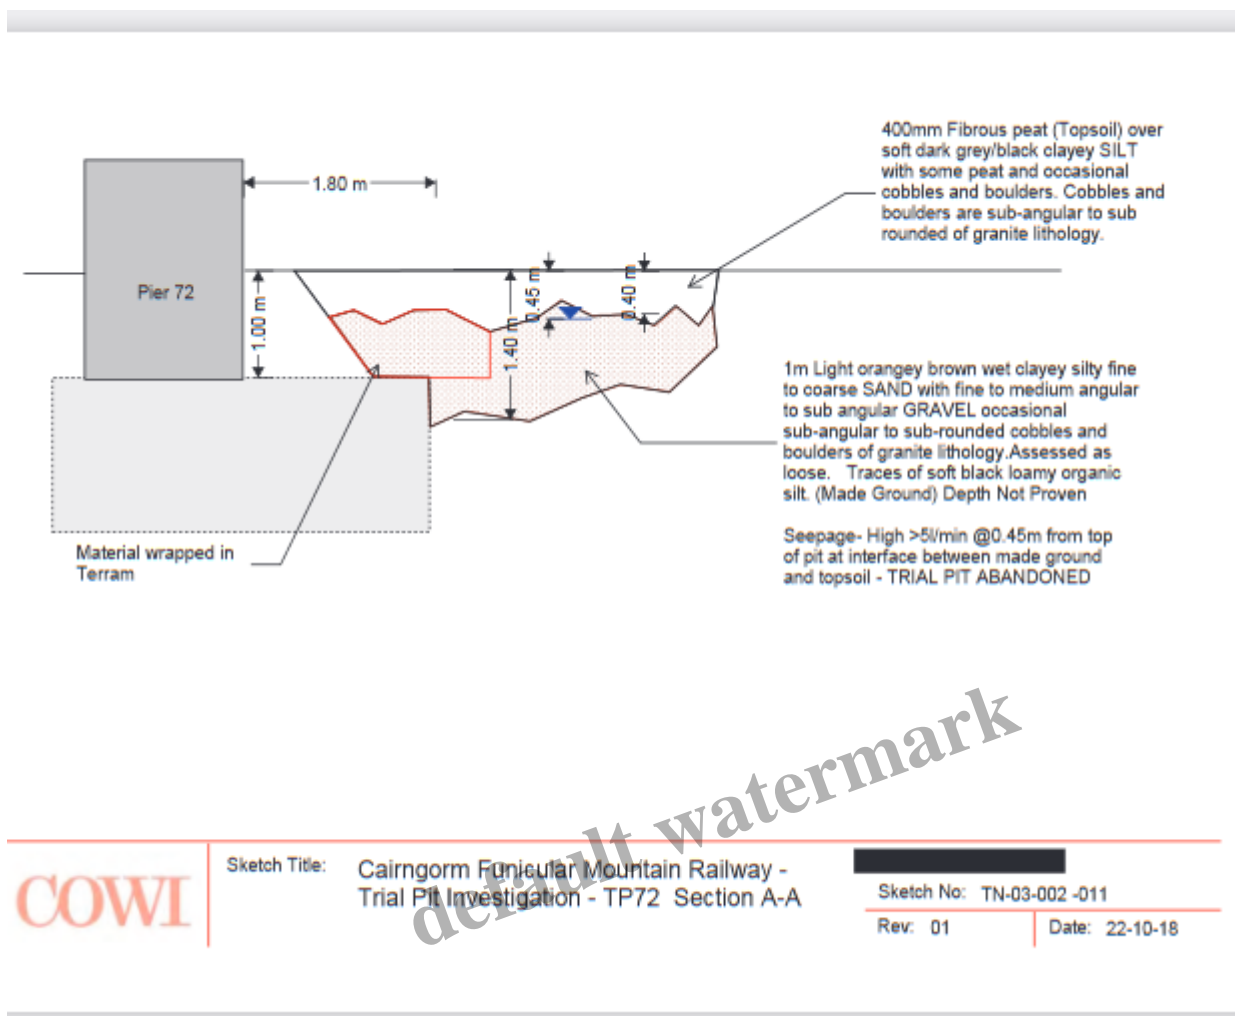 400mm Fibrous peat (Topsoil) over
soft dark grey/black clayey SILT
with some peat and occasional
cobbles and boulders. Cobbles and
boulders are sub-angular to sub
rounded of granite lithology.
1.80 m
Pier 72
1.00 m
1.40 m
0.45 m
0.40 m
1m Light orangey brown wet clayey silty fine
to coarse SAND with fine to medium angular
to sub angular GRAVEL occasional
sub-angular to sub-rounded cobbles and
boulders of granite lithology.Assessed as
loose. Traces of soft black loamy organic
silt. (Made Ground) Depth Not Proven
Seepage- High >5l/min @0.45m from top
of pit at interface between made ground
and topsoil - TRIAL PIT ABANDONED
Material wrapped in
Terram
default watermark
COWI
Sketch Title:
Cairngorm Funicular Mountain Railway -
Trial Pit Investigation - TP72 Section A-A
Sketch No: TN-03-002 -011
Rev: 01
Date: 22-10-18